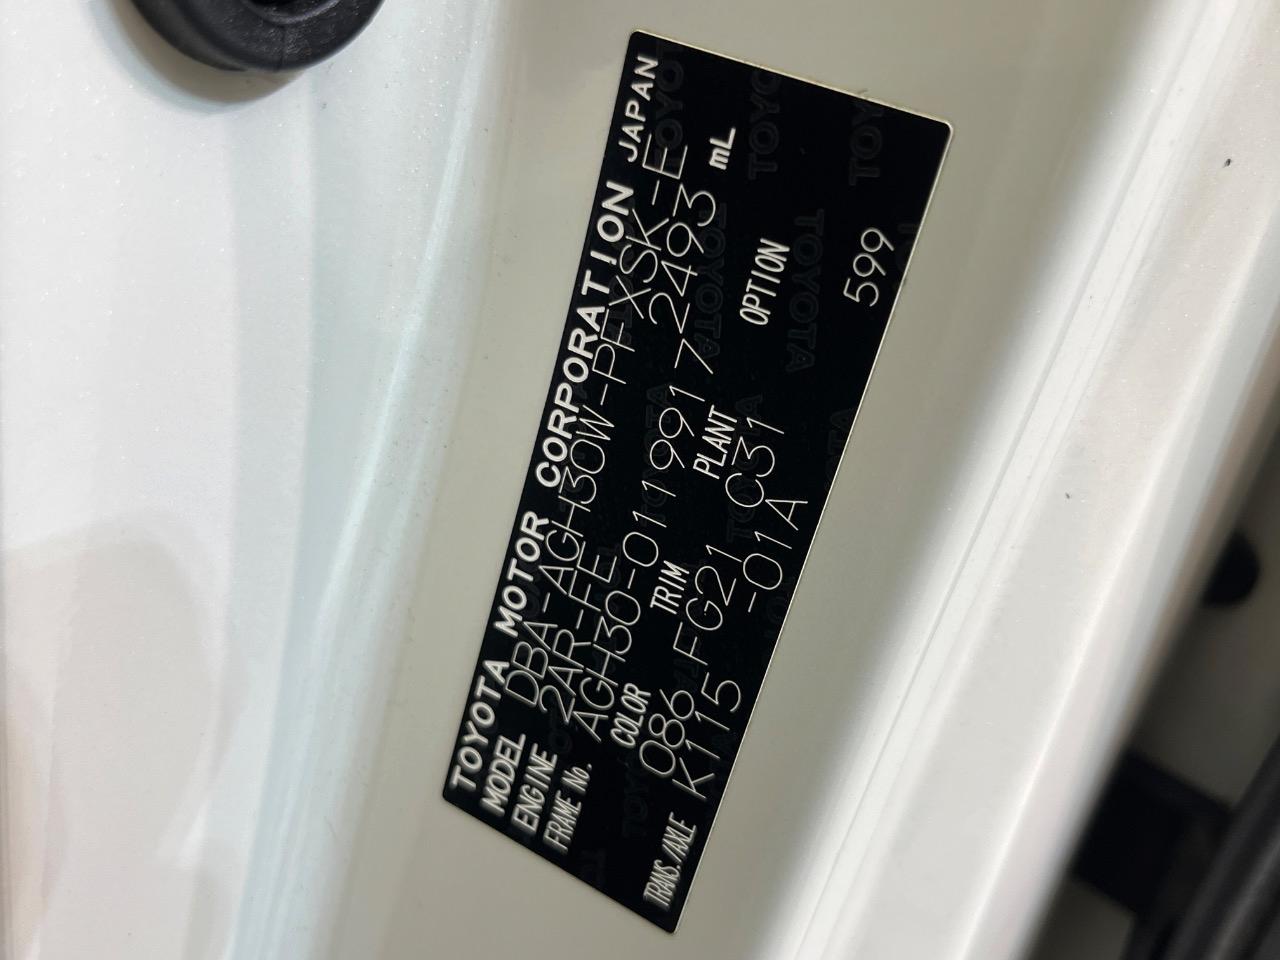 TOYOTA MOTOR CORPORATION JAPAN
MODEL DBA-AGH30W-PFXSK-E
ENGINE 2AR-FE 2493 mL
FRAME No. AGH30-0119917
COLOR TRIM PLANT OPTION
086 FG21 C31 599
TRANS./AXLE K115 -01A